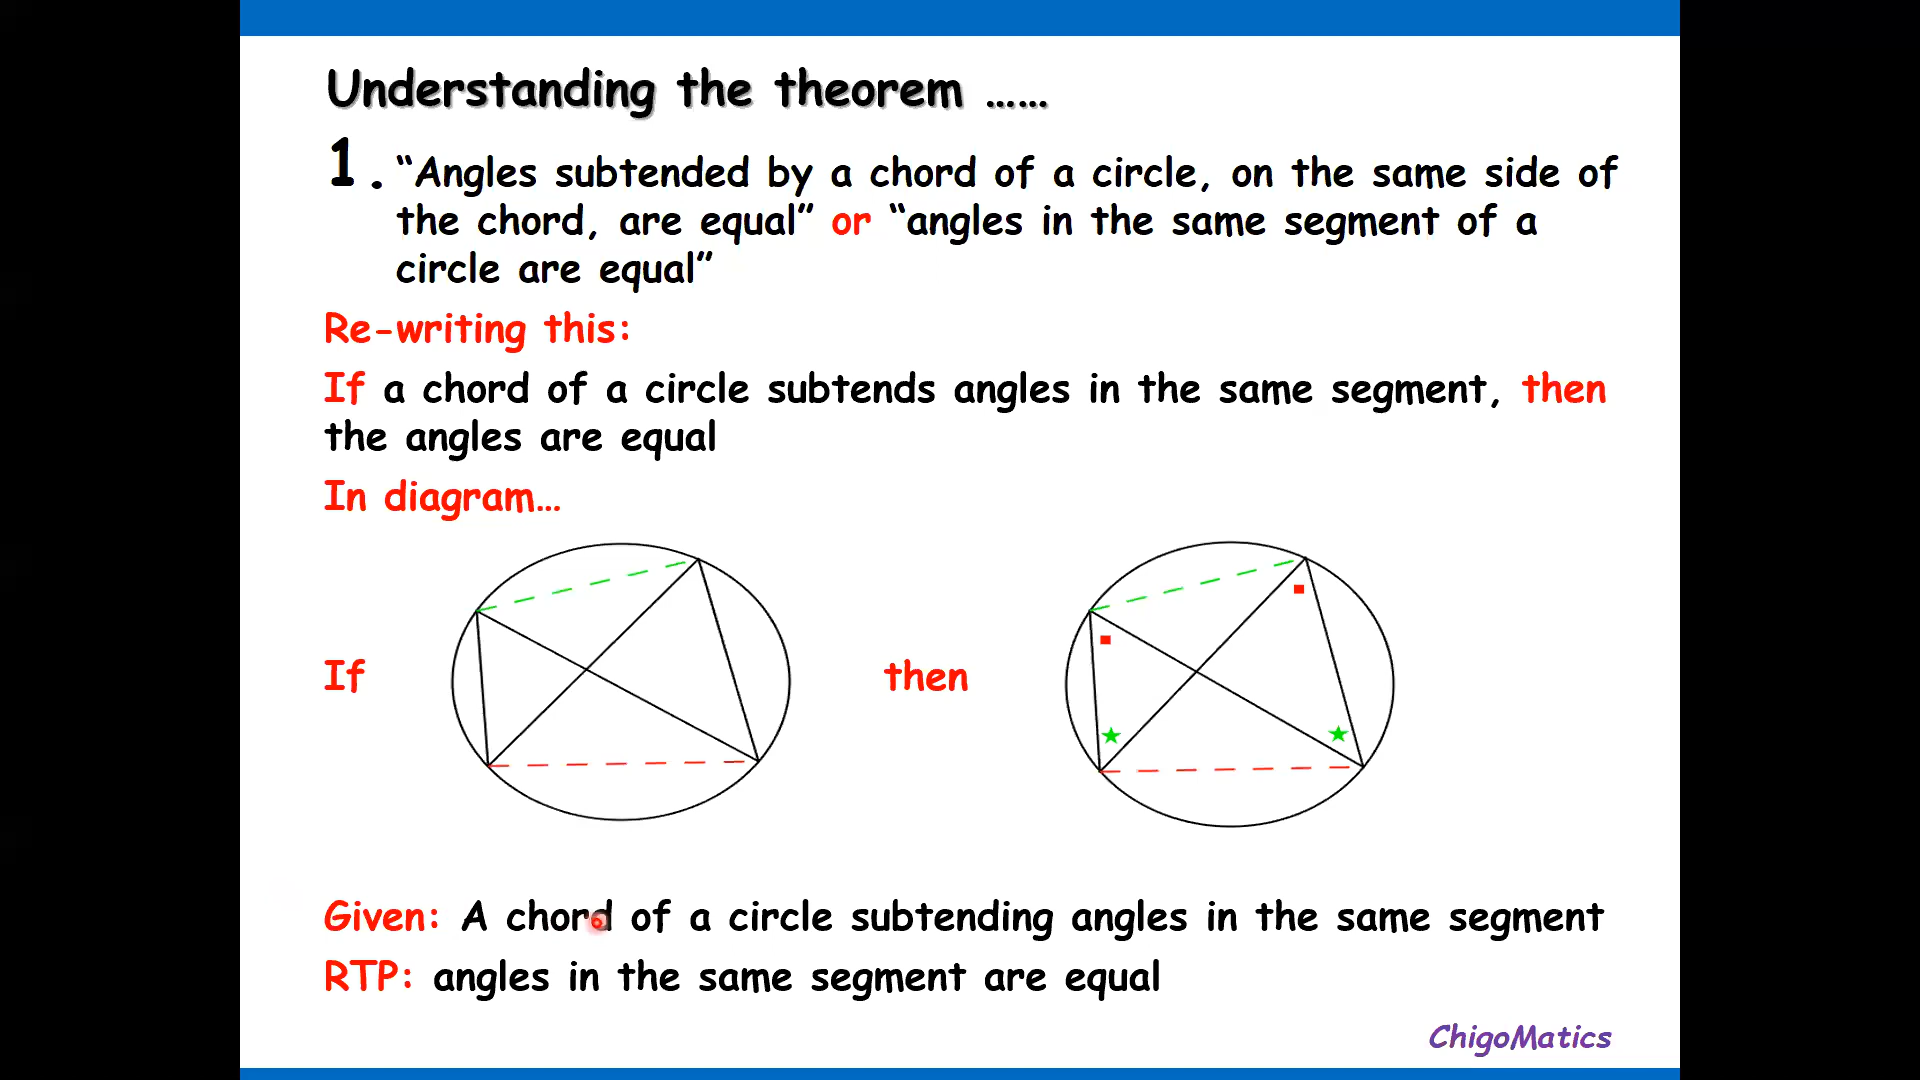 Understanding the theorem ......
1. “Angles subtended by a chord of a circle, on the same side of
the chord, are equal” or “angles in the same segment of a
circle are equal”
Re-writing this:
If a chord of a circle subtends angles in the same segment, then
the angles are equal
In diagram...
If then
Given: A chord of a circle subtending angles in the same segment
RTP: angles in the same segment are equal
ChigoMatics